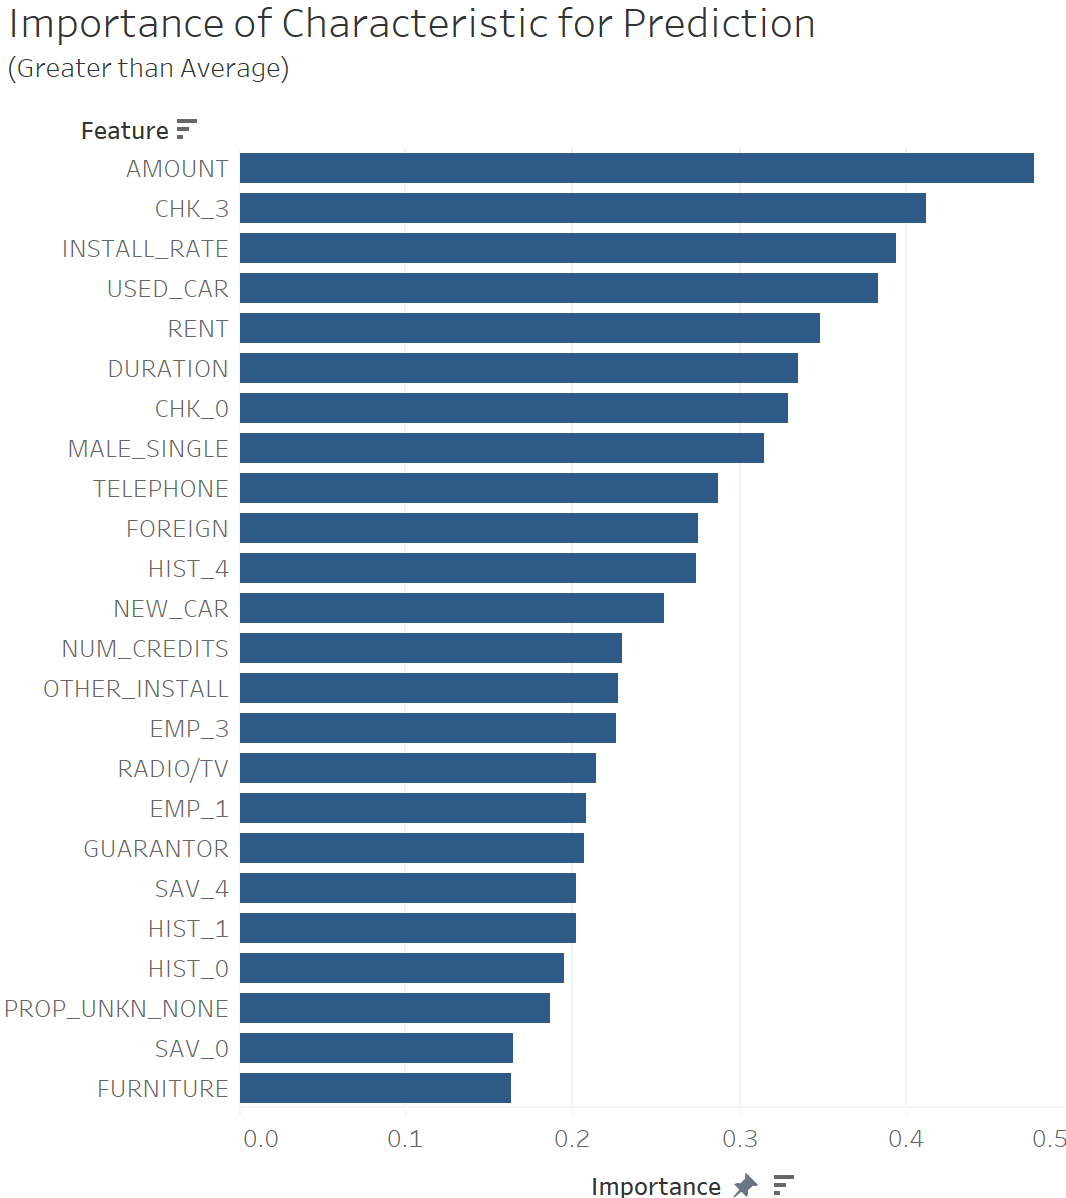 Importance of Characteristic for Prediction
(Greater than Average)
Feature
AMOUNT
CHK_3
INSTALL_RATE
USED_CAR
RENT
DURATION
CHK_0
MALE_SINGLE
TELEPHONE
FOREIGN
HIST_4
NEW_CAR
NUM_CREDITS
OTHER_INSTALL
EMP_3
RADIO/TV
EMP_1
GUARANTOR
SAV_4
HIST_1
HIST_0
PROP_UNKN_NONE
SAV_0
FURNITURE
0.0 0.1 0.2 0.3 0.4 0.5
Importance